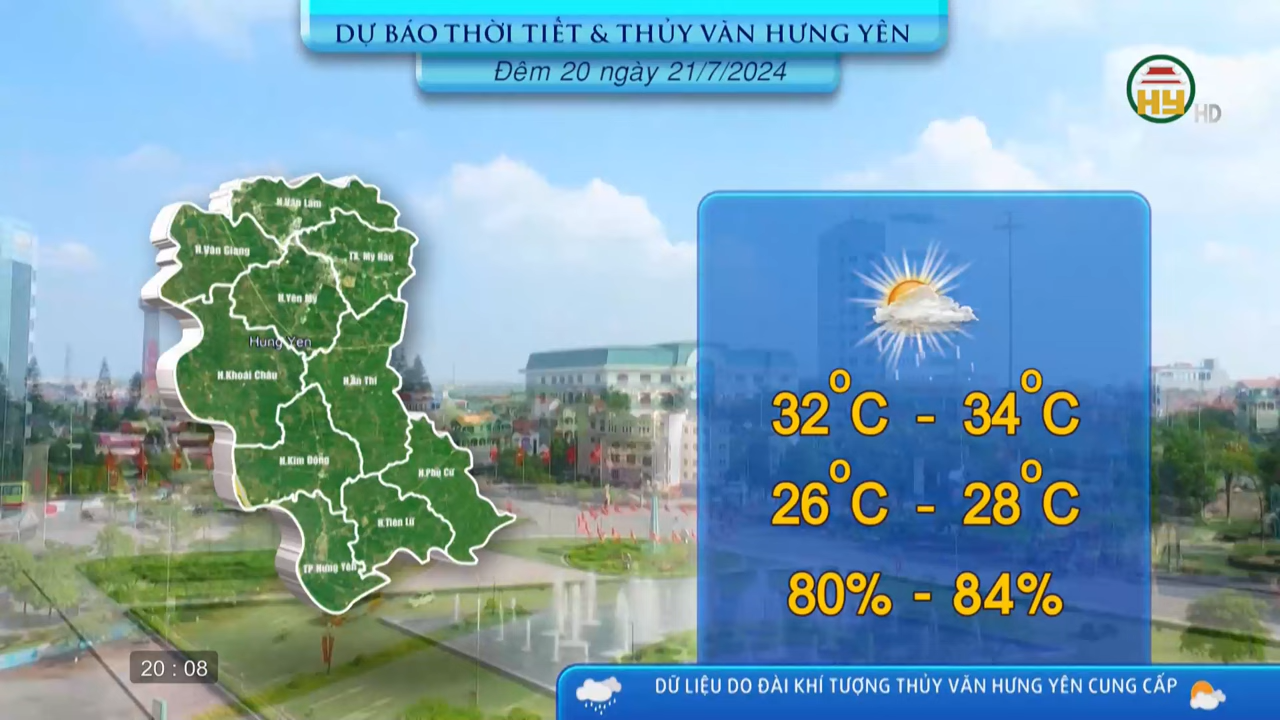 DỰ BÁO THỜI TIẾT & THỦY VĂN HƯNG YÊN
Đêm 20 ngày 21/7/2024
HY HD
H.Văn Lâm
H.Văn Giang
TX. Mỹ Hào
H.Yên Mỹ
Hưng Yên
H.Khoái Châu
H.Ân Thi
H.Kim Động
H.Phù Cừ
H.Tiên Lữ
TP Hưng Yên
32°C - 34°C
26°C - 28°C
80% - 84%
20 : 08
DỮ LIỆU DO ĐÀI KHÍ TƯỢNG THỦY VĂN HƯNG YÊN CUNG CẤP